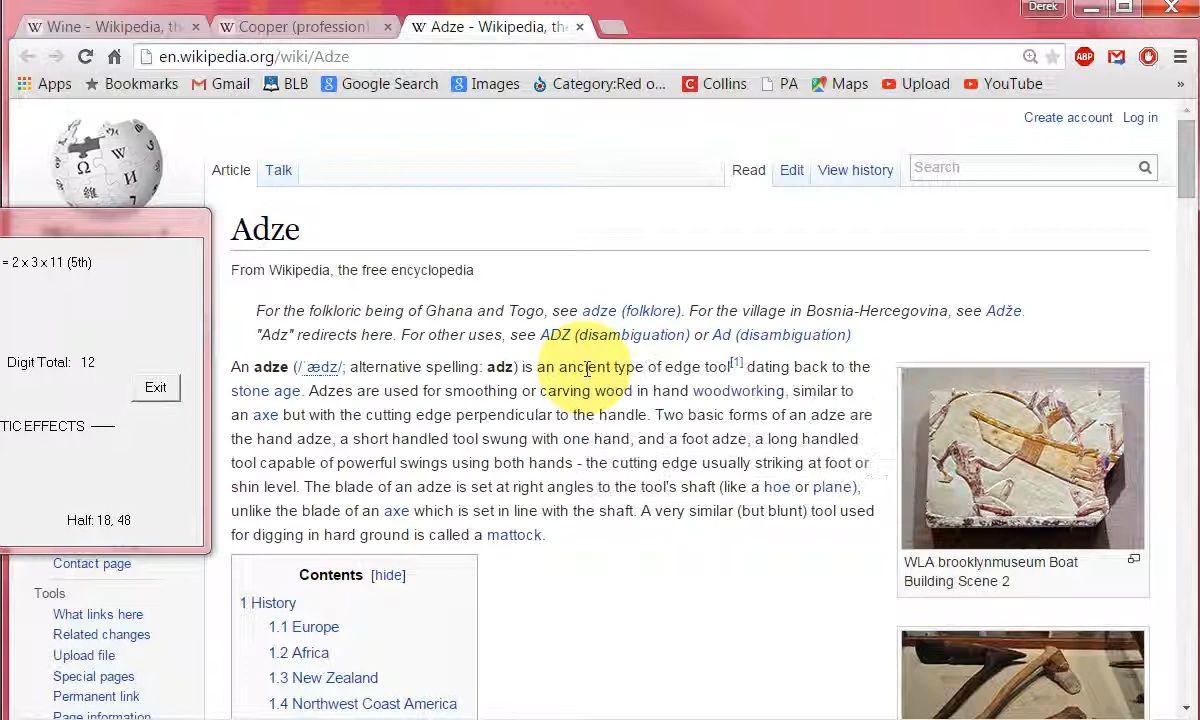 Derek
Wine - Wikipedia, th
Cooper (profession)
Adze - Wikipedia, the
en.wikipedia.org/wiki/Adze
ABP
Apps Bookmarks Gmail BLB Google Search Images Category:Red o... Collins PA Maps Upload YouTube »
Create account Log in
Article Talk Read Edit View history Search
Adze
From Wikipedia, the free encyclopedia
For the folkloric being of Ghana and Togo, see adze (folklore). For the village in Bosnia-Hercegovina, see Adže.
"Adz" redirects here. For other uses, see ADZ (disambiguation) or Ad (disambiguation)
An adze (/ˈædz/; alternative spelling: adz) is an ancient type of edge tool[1] dating back to the
stone age. Adzes are used for smoothing or carving wood in hand woodworking, similar to
an axe but with the cutting edge perpendicular to the handle. Two basic forms of an adze are
the hand adze, a short handled tool swung with one hand, and a foot adze, a long handled
tool capable of powerful swings using both hands - the cutting edge usually striking at foot or
shin level. The blade of an adze is set at right angles to the tool's shaft (like a hoe or plane),
unlike the blade of an axe which is set in line with the shaft. A very similar (but blunt) tool used
for digging in hard ground is called a mattock.
WLA brooklynmuseum Boat
Building Scene 2
Contents [hide]
1 History
1.1 Europe
1.2 Africa
1.3 New Zealand
1.4 Northwest Coast America
= 2 x 3 x 11 (5th)
Digit Total: 12
Exit
TIC EFFECTS
Half: 18, 48
Contact page
Tools
What links here
Related changes
Upload file
Special pages
Permanent link
Page information